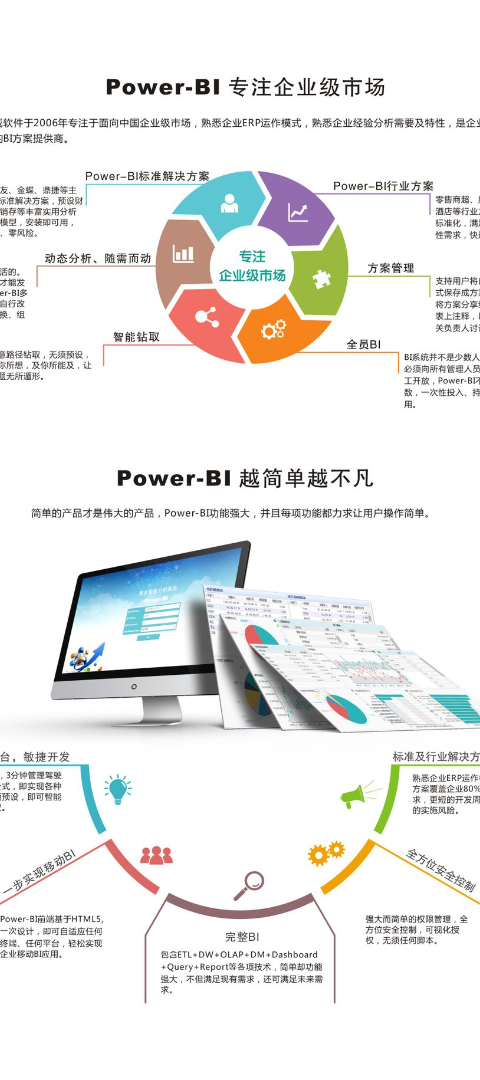 Power-BI 专注企业级市场
软件于2006年专注于面向中国企业级市场，熟悉企业ERP运作模式，熟悉企业经验分析需要及特性，是企
的BI方案提供商。
Power-BI标准解决方案
友、金蝶、鼎捷等主
标准解决方案，预设财
销存等丰富实用分析
模型，安装即可用，
、零风险。
Power-BI行业方案
零售商超、
酒店等行业
标准化，满
性需求，快
专注
企业级市场
动态分析、随需而动
活的。
才能发
er-BI多
自行改
换、组
方案管理
支持用户将
式保存成方
将方案分享
表上注释，
关负责人讨
智能钻取
意路径钻取，无须预设，
你所想，及你所能及，让
题无所遁形。
全员BI
BI系统并不是少数人
必须向所有管理人员
工开放，Power-BI不
数，一次性投入、持
用。
Power-BI 越简单越不凡
简单的产品才是伟大的产品，Power-BI功能强大，并且每项功能都力求让用户操作简单。
台，敏捷开发
，3分钟管理驾驶
式，即实现各种
预设，即可智能
标准及行业解决方
熟悉企业ERP运作
方案覆盖企业80%
求，更短的开发周
的实施风险。
一步实现移动BI
Power-BI前端基于HTML5,
一次设计，即可自适应任何
终端、任何平台，轻松实现
企业移动BI应用。
全方位安全控制
强大而简单的权限管理，全
方位安全控制，可视化授
权，无须任何脚本。
完整BI
包含ETL+DW+OLAP+DM+Dashboard
+Query+Report等各项技术，简单却功能
强大，不但满足现有需求，还可满足未来需
求。